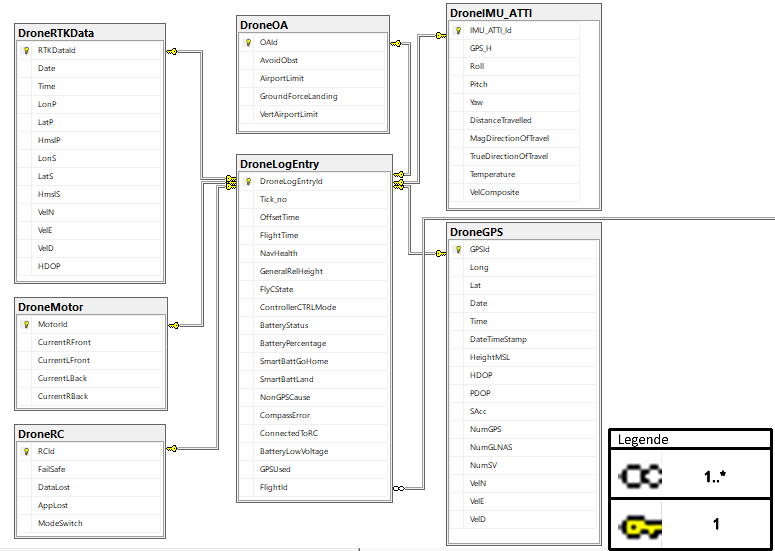 DroneRTKData
RTKDataId
Date
Time
LonP
LatP
HmslP
LonS
LatS
HmslS
VelN
VelE
VelD
HDOP
DroneMotor
MotorId
CurrentRFront
CurrentLFront
CurrentLBack
CurrentRBack
DroneRC
RCId
FailSafe
DataLost
AppLost
ModeSwitch
DroneOA
OAId
AvoidObst
AirportLimit
GroundForceLanding
VertAirportLimit
DroneLogEntry
DroneLogEntryId
Tick_no
OffsetTime
FlightTime
NavHealth
GeneralRelHeight
FlyCState
ControllerCTRLMode
BatteryStatus
BatteryPercentage
SmartBattGoHome
SmartBattLand
NonGPSCause
CompassError
ConnectedToRC
BatteryLowVoltage
GPSUsed
FlightId
DroneIMU_ATTI
IMU_ATTI_Id
GPS_H
Roll
Pitch
Yaw
DistanceTravelled
MagDirectionOfTravel
TrueDirectionOfTravel
Temperature
VelComposite
DroneGPS
GPSId
Long
Lat
Date
Time
DateTimeStamp
HeightMSL
HDOP
PDOP
SAcc
NumGPS
NumGLNAS
NumSV
VelN
VelE
VelD
Legende
1..*
1